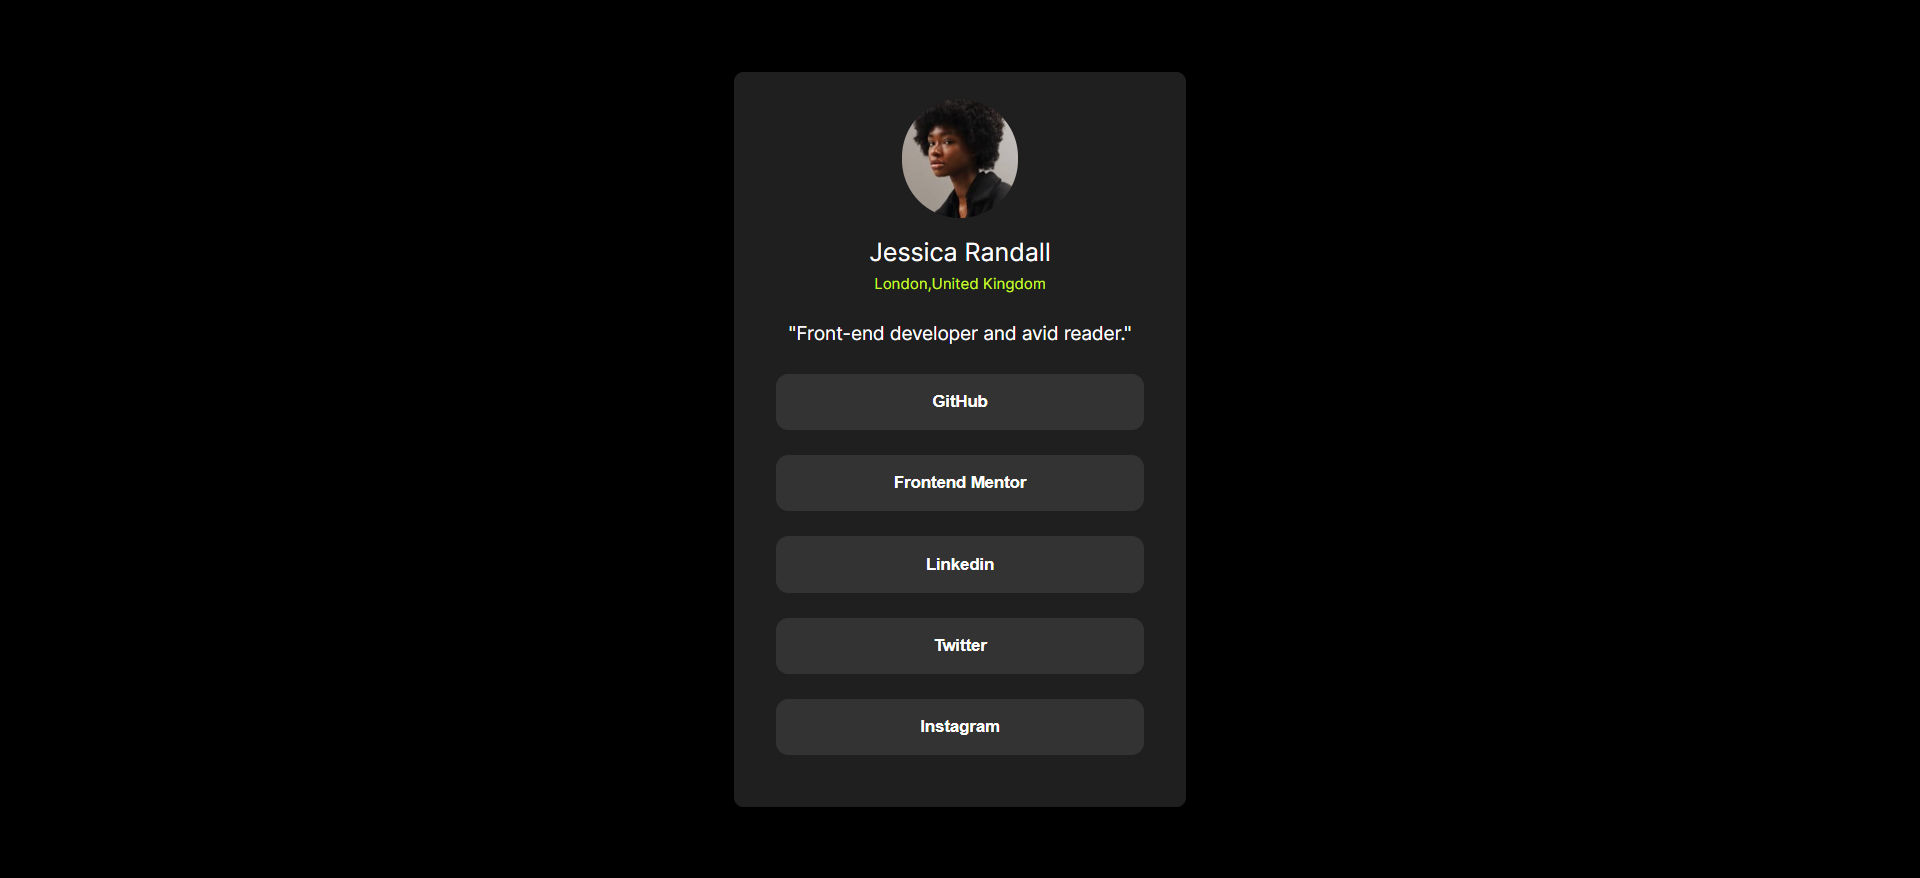 Jessica Randall
London,United Kingdom
"Front-end developer and avid reader."
GitHub
Frontend Mentor
Linkedin
Twitter
Instagram